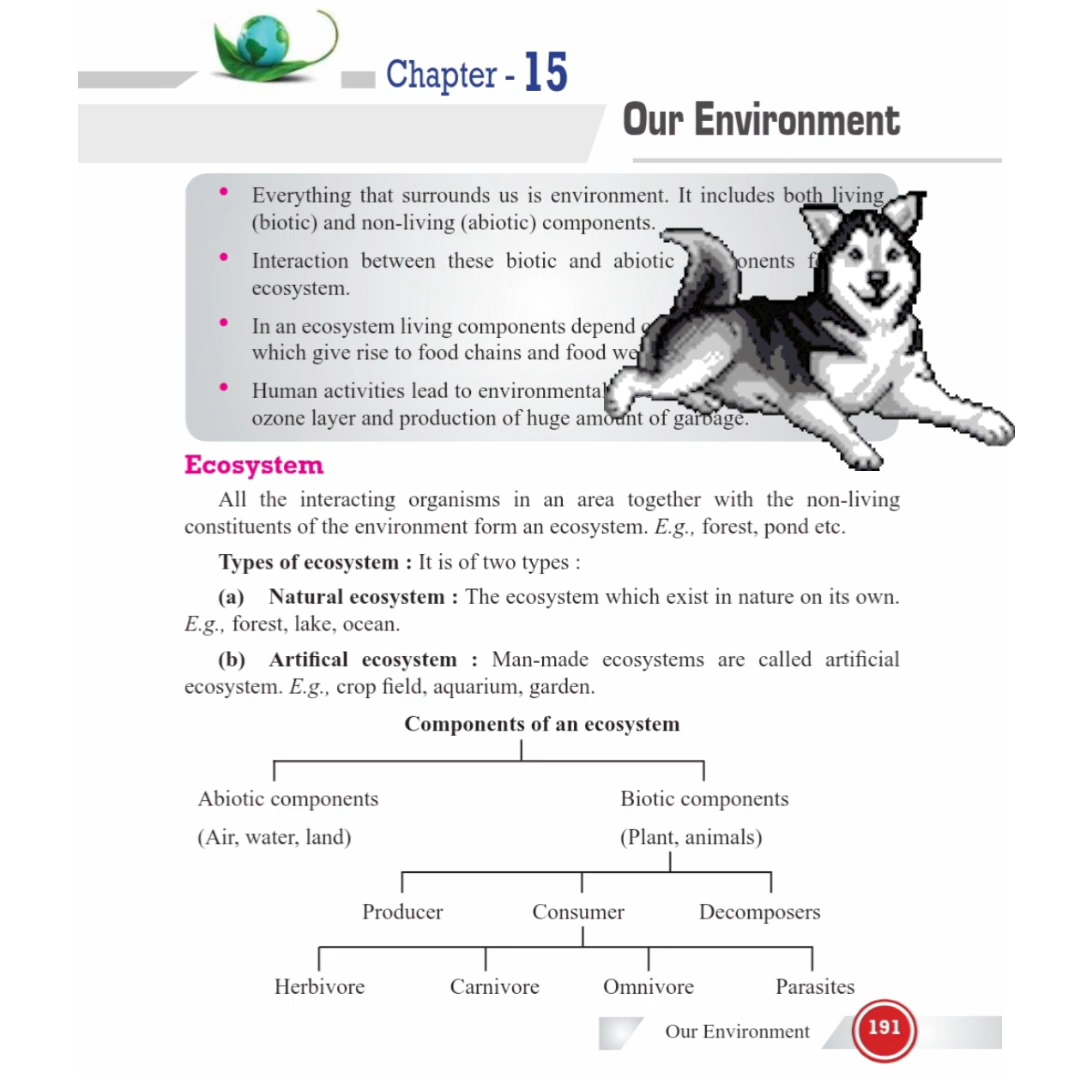 Chapter - 15
Our Environment
• Everything that surrounds us is environment. It includes both living
(biotic) and non-living (abiotic) components.
• Interaction between these biotic and abiotic
ecosystem.
• In an ecosystem living components depend
which give rise to food chains and food
• Human activities lead to
ozone layer and production of huge amount of garbage.
Ecosystem
All the interacting organisms in an area together with the non-living
constituents of the environment form an ecosystem. E.g., forest, pond etc.
Types of ecosystem : It is of two types :
(a) Natural ecosystem : The ecosystem which exist in nature on its own.
E.g., forest, lake, ocean.
(b) Artifical ecosystem : Man-made ecosystems are called artificial
ecosystem. E.g., crop field, aquarium, garden.
Components of an ecosystem
Abiotic components Biotic components
(Air, water, land) (Plant, animals)
Producer Consumer Decomposers
Herbivore Carnivore Omnivore Parasites
Our Environment 191